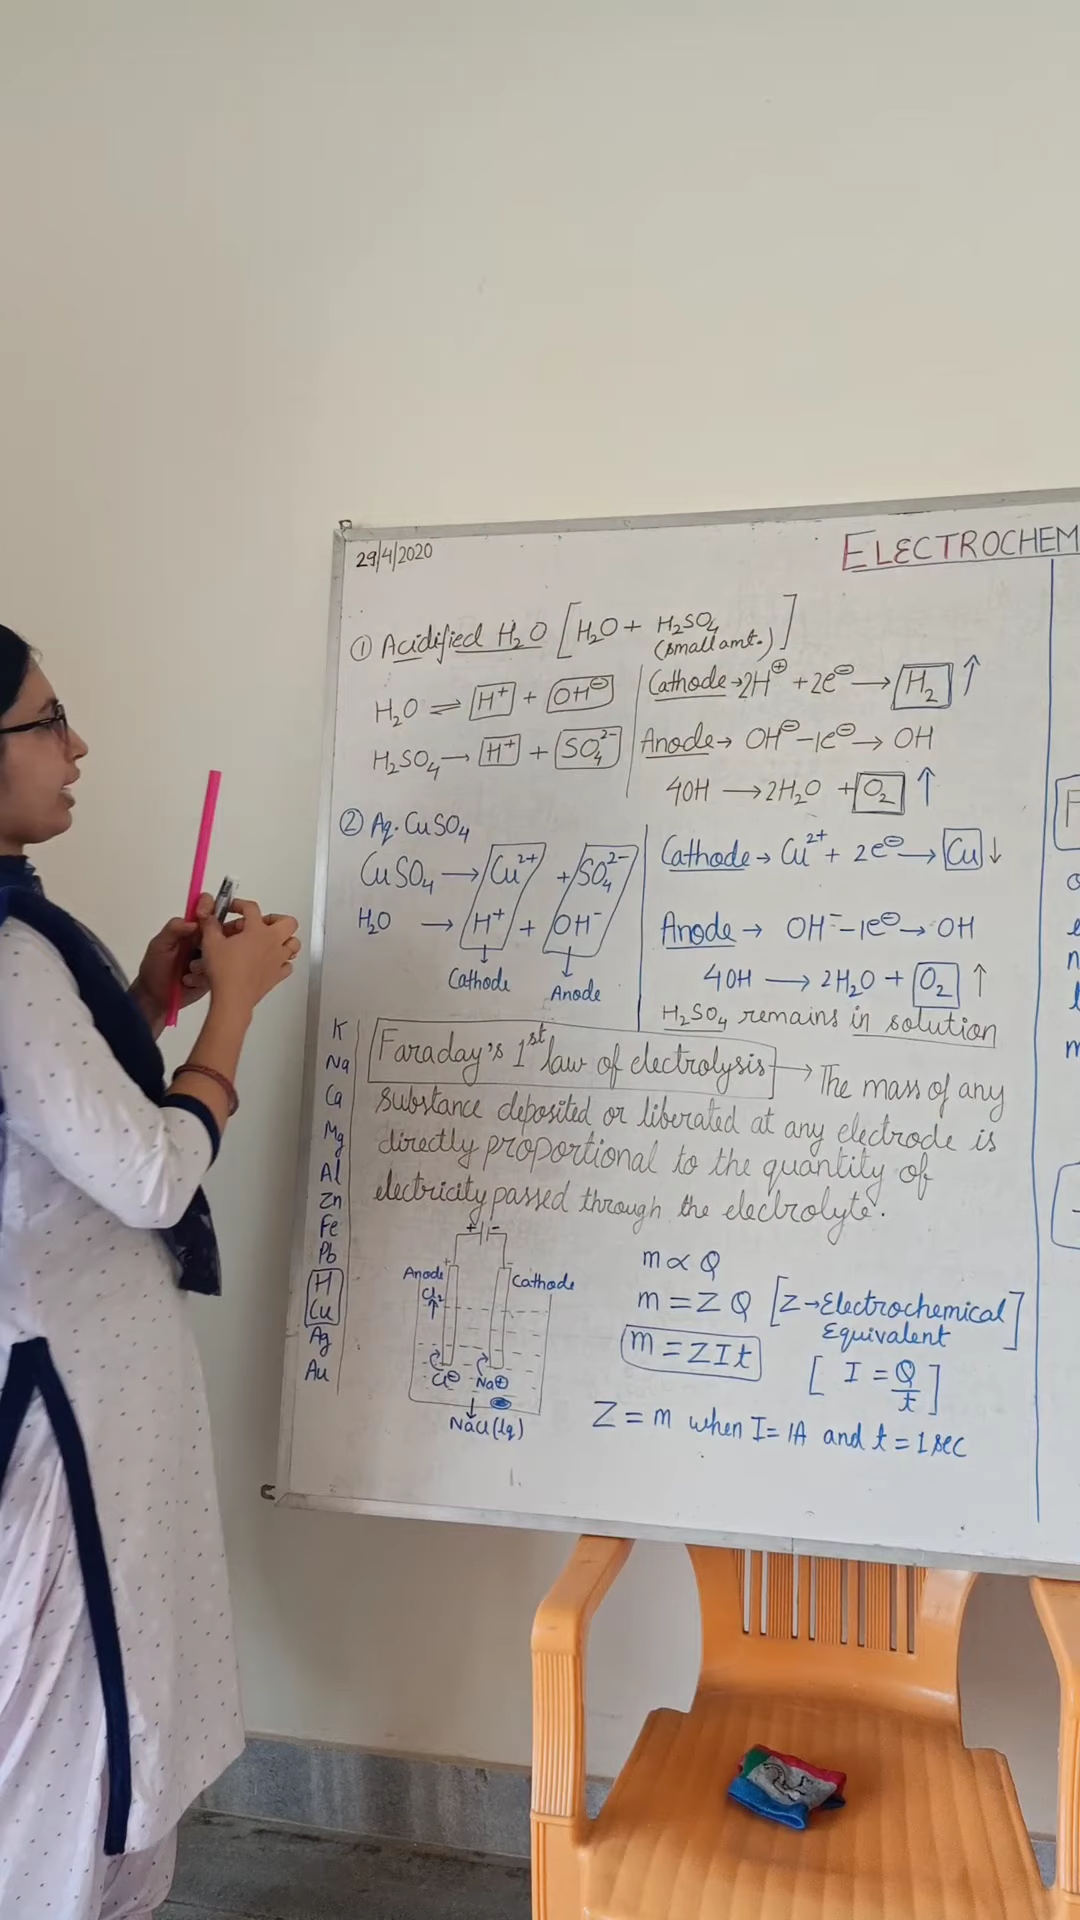 29/4/2020
ELECTROCHEM
① Acidified H₂O [H₂O + H₂SO₄ (small amt.)]
H₂O ⇌ H⁺ + OH⊖
H₂SO₄ → H⁺ + SO₄²⁻
Cathode → 2H⊕ + 2e⊖ → H₂ ↑
Anode → OH⊖ - 1e⊖ → OH
4OH → 2H₂O + O₂ ↑
② Aq. CuSO₄
CuSO₄ → Cu²⁺ + SO₄²⁻
H₂O → H⁺ + OH⁻
Cathode Anode
Cathode → Cu²⁺ + 2e⊖ → Cu ↓
Anode → OH⁻ - 1e⊖ → OH
4OH → 2H₂O + O₂ ↑
H₂SO₄ remains in solution
K
Na
Ca
Mg
Al
Zn
Fe
Pb
H
Cu
Ag
Au
Faraday's 1st law of electrolysis → The mass of any
substance deposited or liberated at any electrode is
directly proportional to the quantity of
electricity passed through the electrolyte.
+ -
Anode + - Cathode
Cl₂ ↑
Cl⊖ Na⊕
NaCl (lq)
m ∝ Q
m = Z Q [Z → Electrochemical
Equivalent]
m = Z I t
[I = Q/t]
Z = m when I = 1A and t = 1 sec